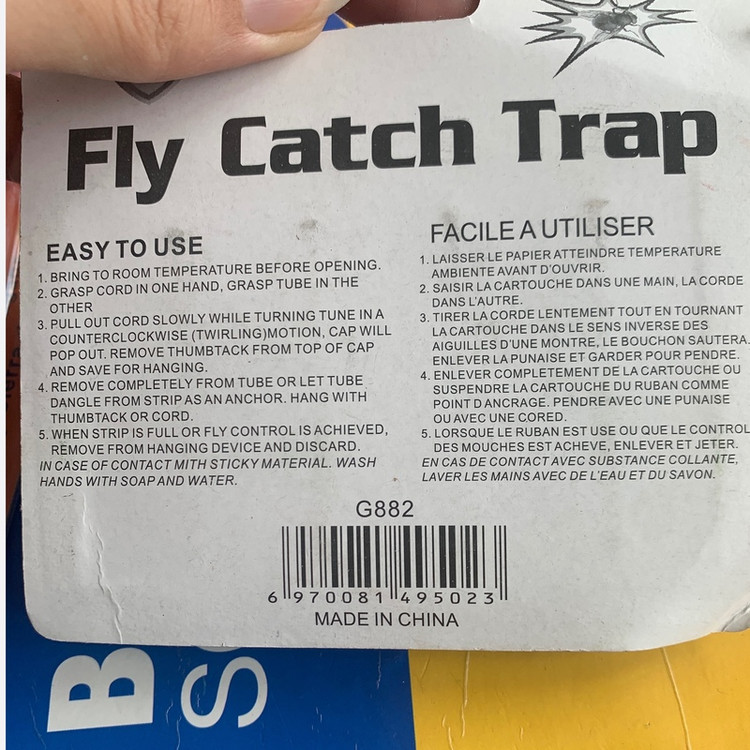 Fly Catch Trap
EASY TO USE
1. BRING TO ROOM TEMPERATURE BEFORE OPENING.
2. GRASP CORD IN ONE HAND, GRASP TUBE IN THE
OTHER
3. PULL OUT CORD SLOWLY WHILE TURNING TUNE IN A
COUNTERCLOCKWISE (TWIRLING)MOTION, CAP WILL
POP OUT. REMOVE THUMBTACK FROM TOP OF CAP
AND SAVE FOR HANGING.
4. REMOVE COMPLETELY FROM TUBE OR LET TUBE
DANGLE FROM STRIP AS AN ANCHOR. HANG WITH
THUMBTACK OR CORD.
5. WHEN STRIP IS FULL OR FLY CONTROL IS ACHIEVED,
REMOVE FROM HANGING DEVICE AND DISCARD.
IN CASE OF CONTACT MITH STICKY MATERIAL. WASH
HANDS WITH SOAP AND WATER.
FACILE A UTILISER
1. LAISSER LE PAPIER ATTEINDRE TEMPERATURE
AMBIENTE AVANT D'OUVRIR.
2. SAISIR LA CARTOUCHE DANS UNE MAIN, LA CORDE
DANS L'AUTRE.
3. TIRER LA CORDE LENTEMENT TOUT EN TOURNANT
LA CARTOUCHE DANS LE SENS INVERSE DES
AIGUILLES D'UNE MONTRE, LE BOUCHON SAUTERA.
ENLEVER LA PUNAISE ET GARDER POUR PENDRE.
4. ENLEVER COMPLETEMENT DE LA CARTOUCHE OU
SUSPENDRE LA CARTOUCHE DU RUBAN COMME
POINT D'ANCRAGE. PENDRE AVEC UNE PUNAISE
OU AVEC UNE CORED.
5. LORSQUE LE RUBAN EST USE OU QUE LE CONTROL
DES MOUCHES EST ACHEVE, ENLEVER ET JETER.
EN CAS DE CONTACT AVEC SUBSTANCE COLLANTE,
LAVER LES MAINS AVEC DE L'EAU ET DU SAVON.
G882
6 970081 495023
MADE IN CHINA
B
S